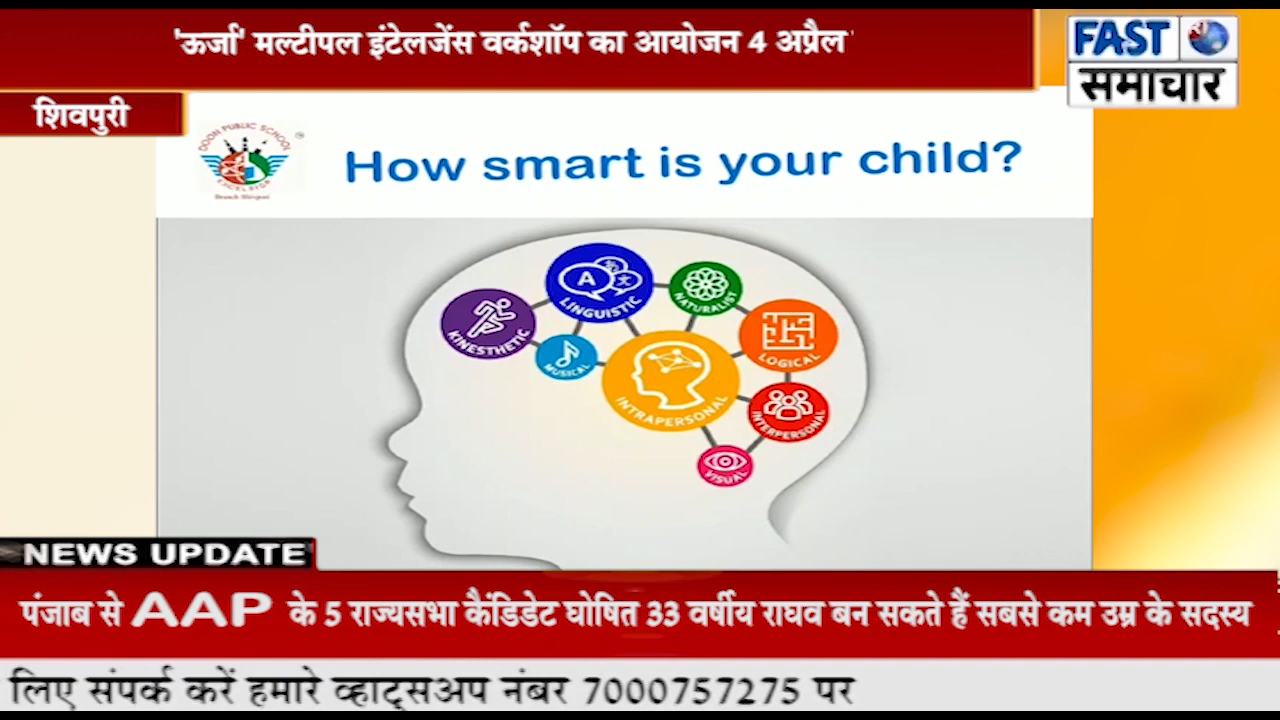 'ऊर्जा' मल्टीपल इंटेलजेंस वर्कशॉप का आयोजन 4 अप्रैल
FAST
समाचार
शिवपुरी
DOON PUBLIC SCHOOL
EXCELSIOR
How smart is your child?
KINESTHETIC
LINGUISTIC
NATURALIST
MUSICAL
LOGICAL
INTRAPERSONAL
INTERPERSONAL
VISUAL
NEWS UPDATE
पंजाब से AAP के 5 राज्यसभा कैंडिडेट घोषित 33 वर्षीय राघव बन सकते हैं सबसे कम उम्र के सदस्य
लिए संपर्क करें हमारे व्हाट्सअप नंबर 7000757275 पर